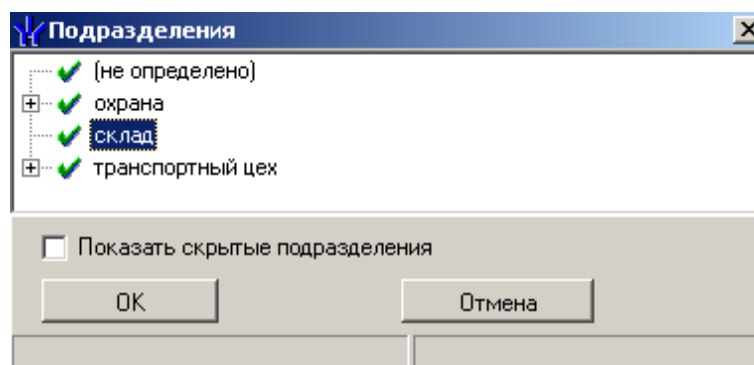 Подразделения
(не определено)
охрана
склад
транспортный цех
Показать скрытые подразделения
OK
Отмена